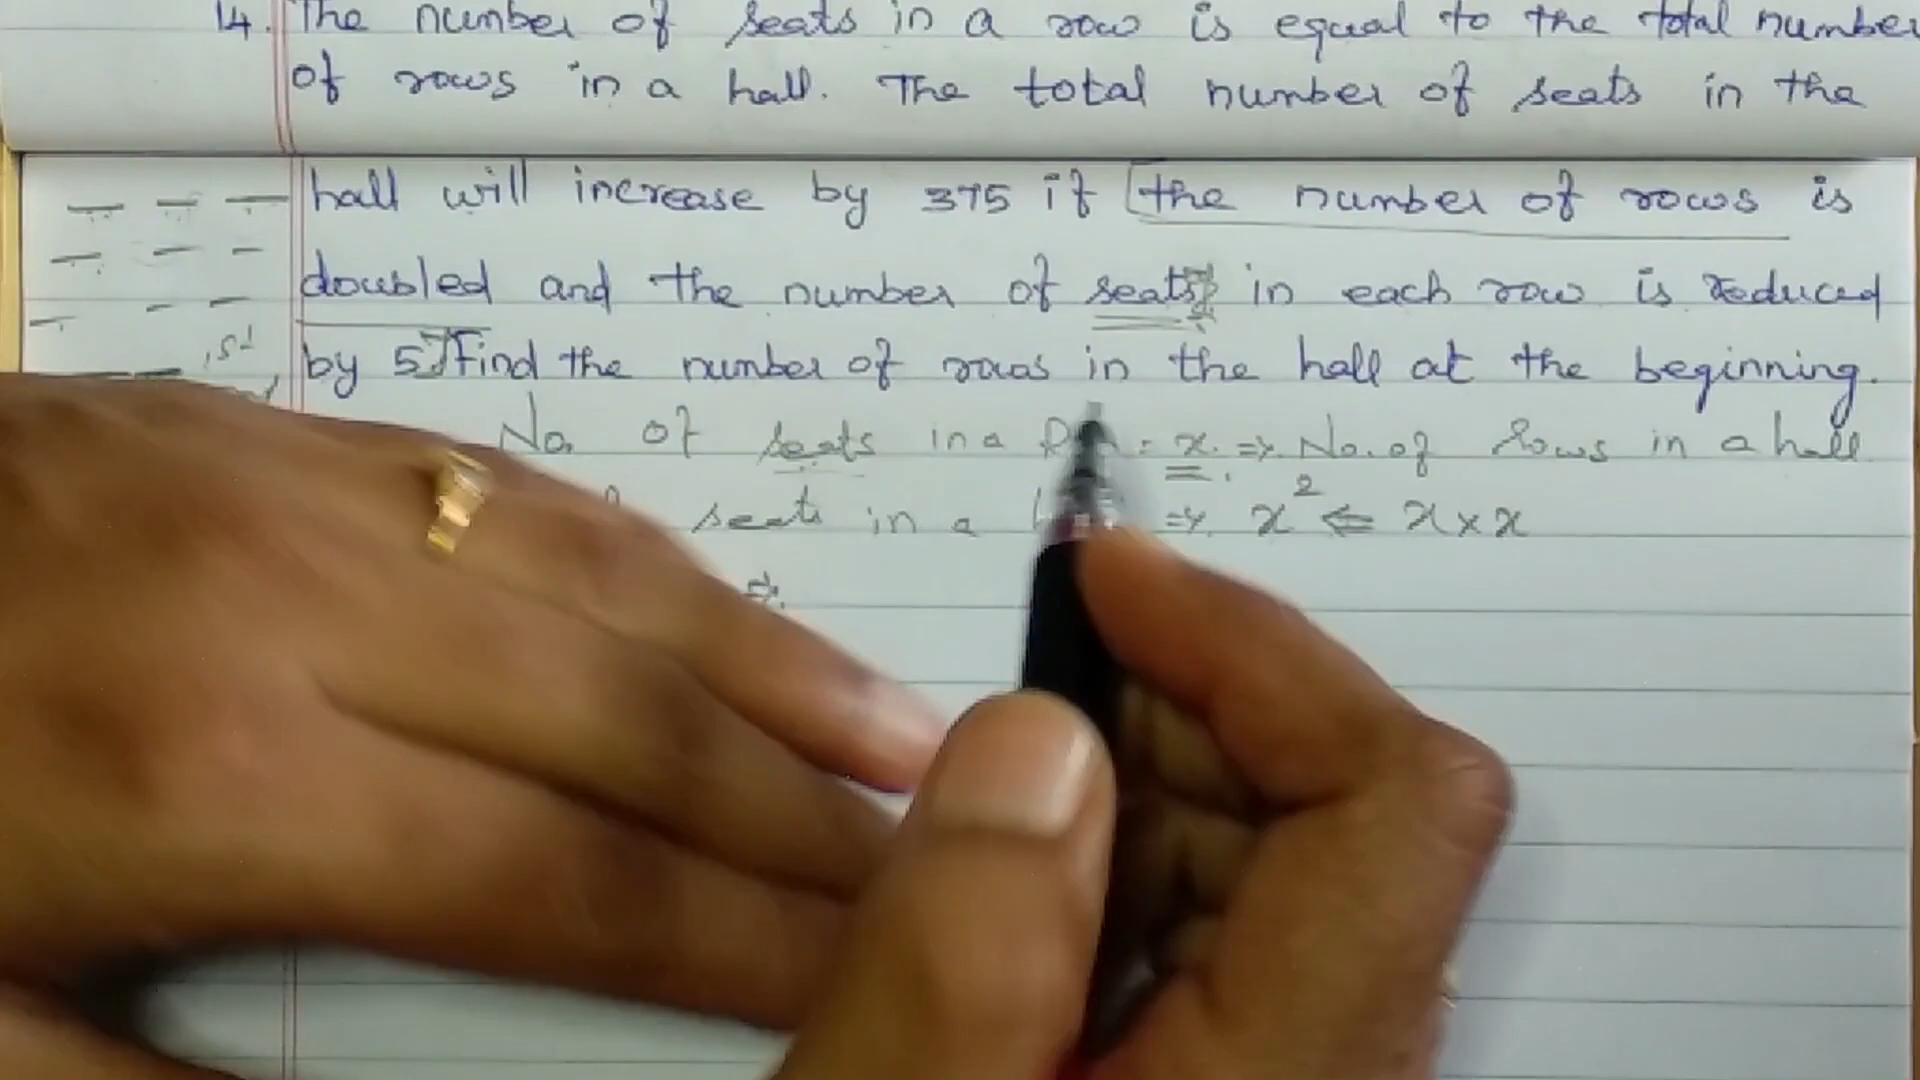 14. The number of seats in a row is equal to the total number
of rows in a hall. The total number of seats in the
hall will increase by 375 if [the number of rows is
doubled and the number of seats in each row is reduced
by 5] Find the number of rows in the hall at the beginning.
No. of seats in a = x. ⇒ No. of Rows in a hall
seats in a ⇒ x² ⇐ x × x
⇒